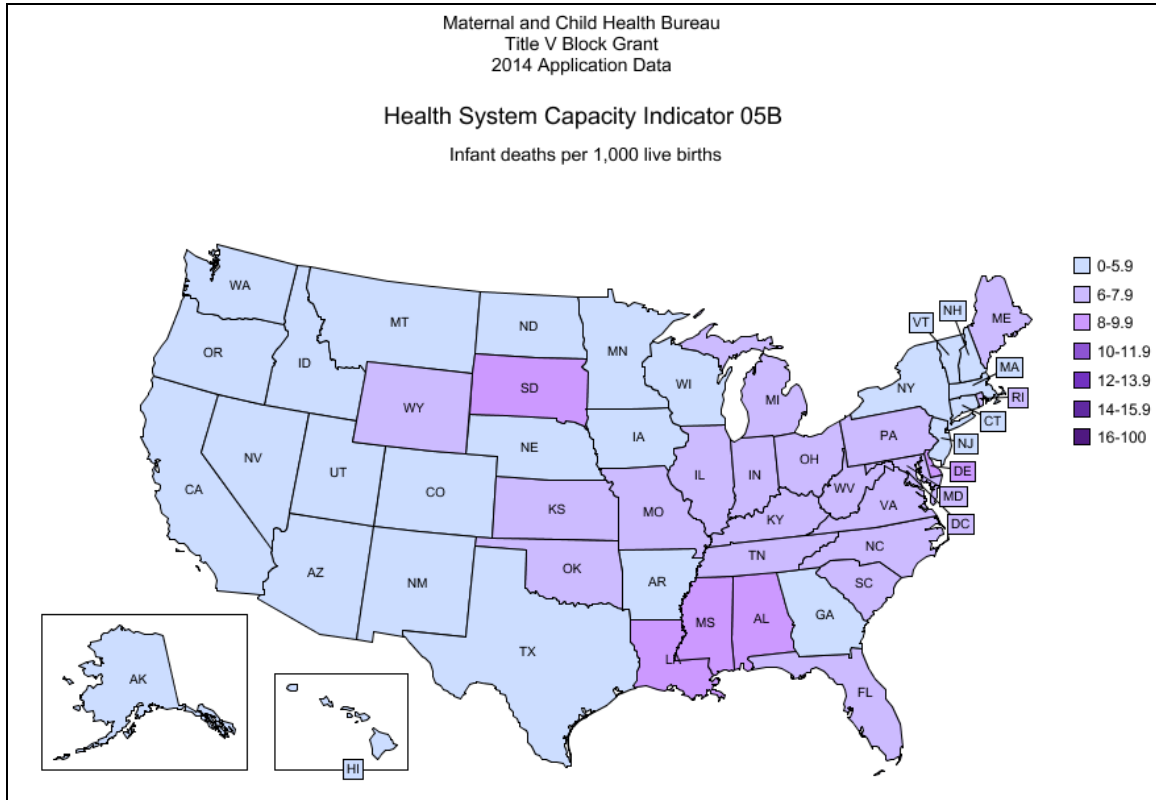 Maternal and Child Health Bureau
Title V Block Grant
2014 Application Data
Health System Capacity Indicator 05B
Infant deaths per 1,000 live births
0-5.9
6-7.9
8-9.9
10-11.9
12-13.9
14-15.9
16-100
WA
MT
ND
MN
VT
NH
ME
OR
ID
WY
SD
WI
MI
NY
MA
RI
CT
NJ
NV
UT
CO
NE
IA
IL
IN
OH
PA
DE
MD
DC
CA
KS
MO
KY
WV
VA
AZ
NM
OK
AR
TN
NC
SC
TX
LA
MS
AL
GA
FL
AK
HI